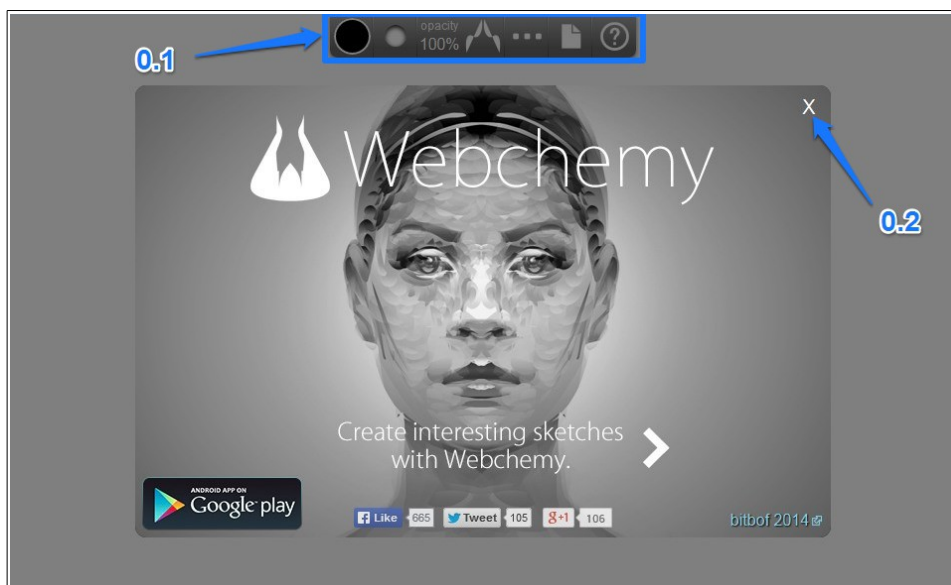 opacity
100%
?
0.1
X
Webchemy
0.2
Create interesting sketches
with Webchemy.
ANDROID APP ON
Google play
Like 665 Tweet 105 g+1 106
bitbof 2014